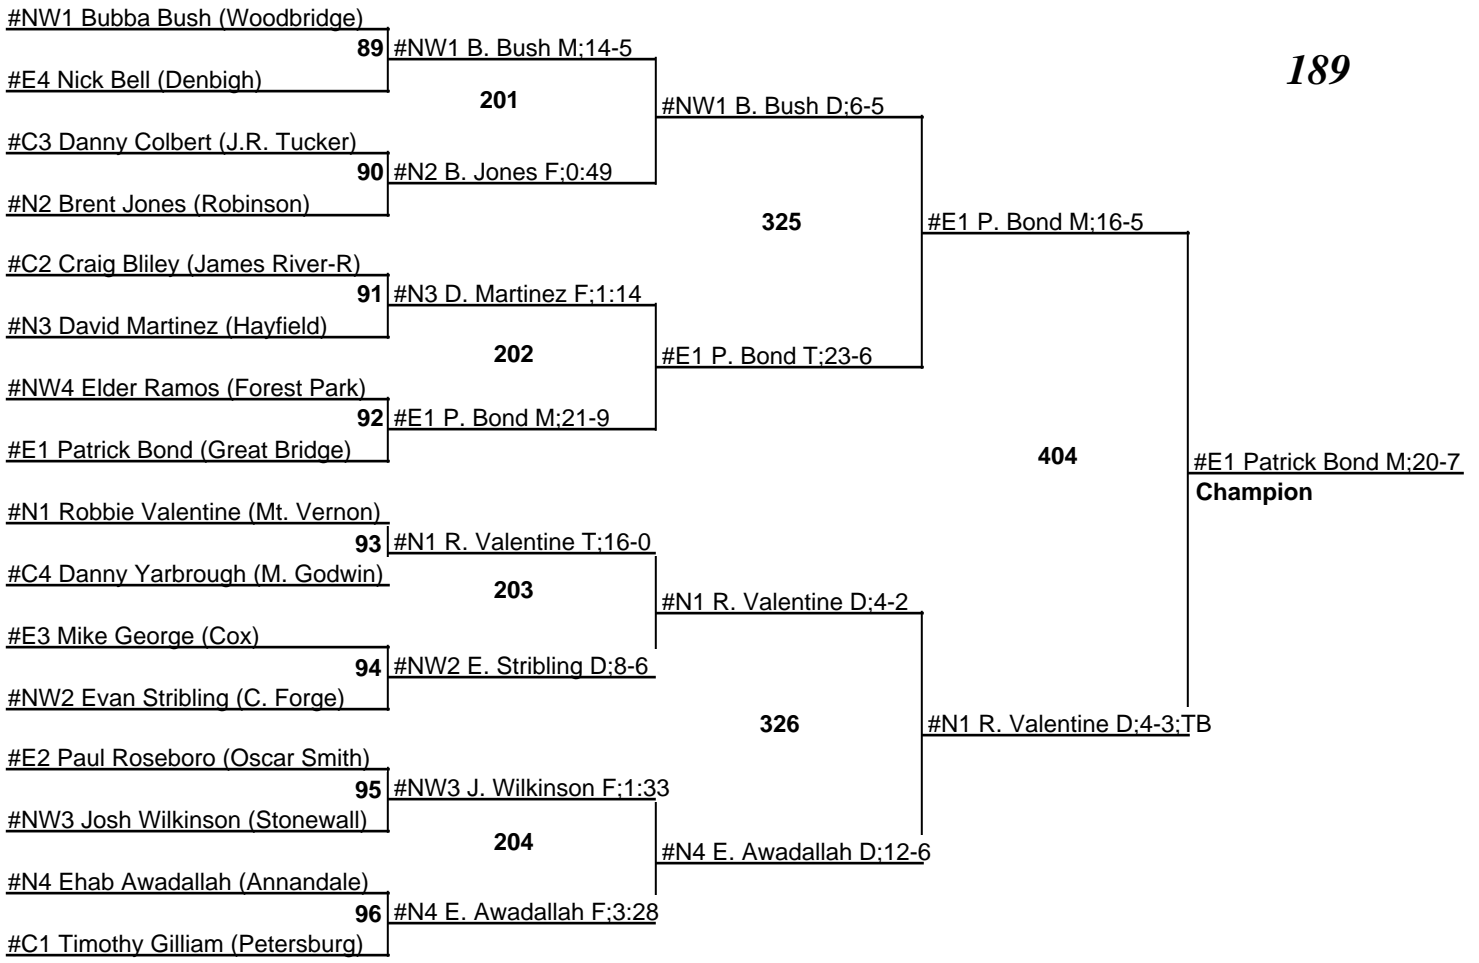 #NW1 Bubba Bush (Woodbridge)
89 #NW1 B. Bush M;14-5
189
#E4 Nick Bell (Denbigh)
201
#NW1 B. Bush D;6-5
#C3 Danny Colbert (J.R. Tucker)
90 #N2 B. Jones F;0:49
#N2 Brent Jones (Robinson)
325
#E1 P. Bond M;16-5
#C2 Craig Bliley (James River-R)
91 #N3 D. Martinez F;1:14
#N3 David Martinez (Hayfield)
202
#E1 P. Bond T;23-6
#NW4 Elder Ramos (Forest Park)
92 #E1 P. Bond M;21-9
#E1 Patrick Bond (Great Bridge)
404
#E1 Patrick Bond M;20-7
Champion
#N1 Robbie Valentine (Mt. Vernon)
93 #N1 R. Valentine T;16-0
#C4 Danny Yarbrough (M. Godwin)
203
#N1 R. Valentine D;4-2
#E3 Mike George (Cox)
94 #NW2 E. Stribling D;8-6
#NW2 Evan Stribling (C. Forge)
326
#N1 R. Valentine D;4-3;TB
#E2 Paul Roseboro (Oscar Smith)
95 #NW3 J. Wilkinson F;1:33
#NW3 Josh Wilkinson (Stonewall)
204
#N4 E. Awadallah D;12-6
#N4 Ehab Awadallah (Annandale)
96 #N4 E. Awadallah F;3:28
#C1 Timothy Gilliam (Petersburg)